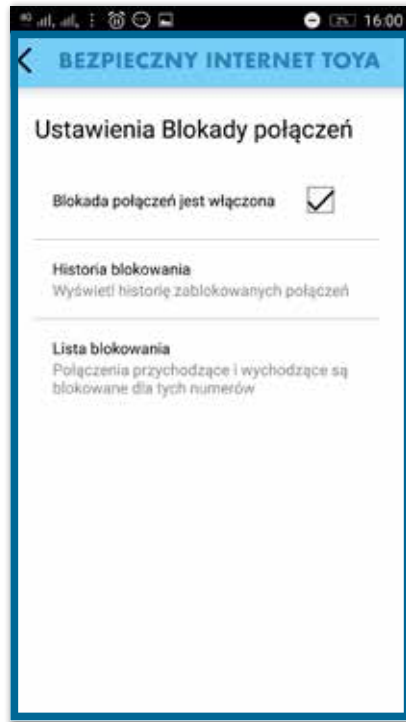 16:00
BEZPIECZNY INTERNET TOYA
Ustawienia Blokady połączeń
Blokada połączeń jest włączona
Historia blokowania
Wyświetl historię zablokowanych połączeń
Lista blokowania
Połączenia przychodzące i wychodzące są
blokowane dla tych numerów